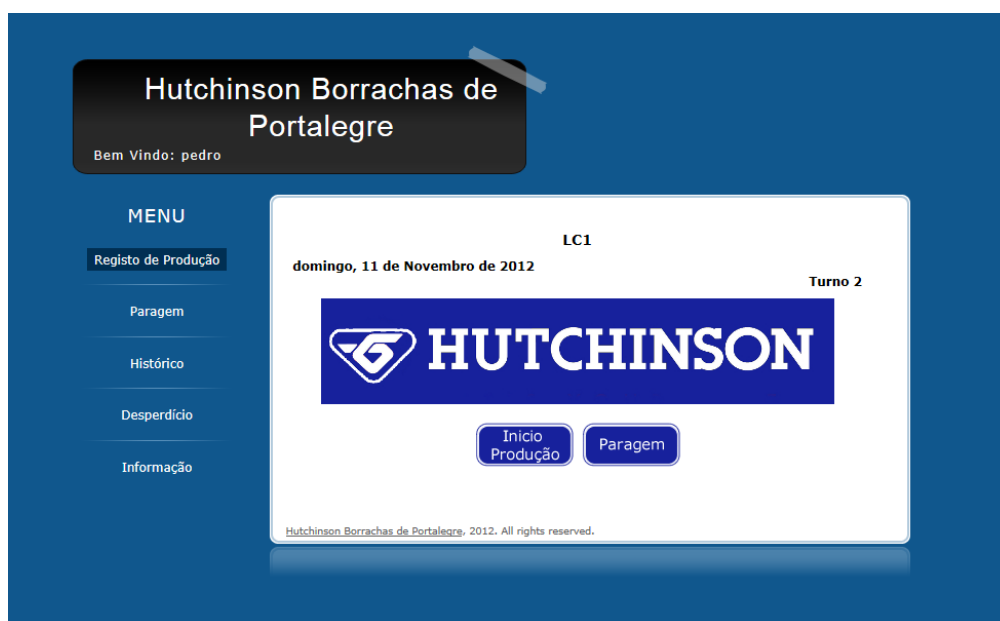 Hutchinson Borrachas de
Portalegre
Bem Vindo: pedro
MENU
Registo de Produção
Paragem
Histórico
Desperdício
Informação
LC1
domingo, 11 de Novembro de 2012
Turno 2
HUTCHINSON
Inicio
Produção
Paragem
Hutchinson Borrachas de Portalegre, 2012. All rights reserved.